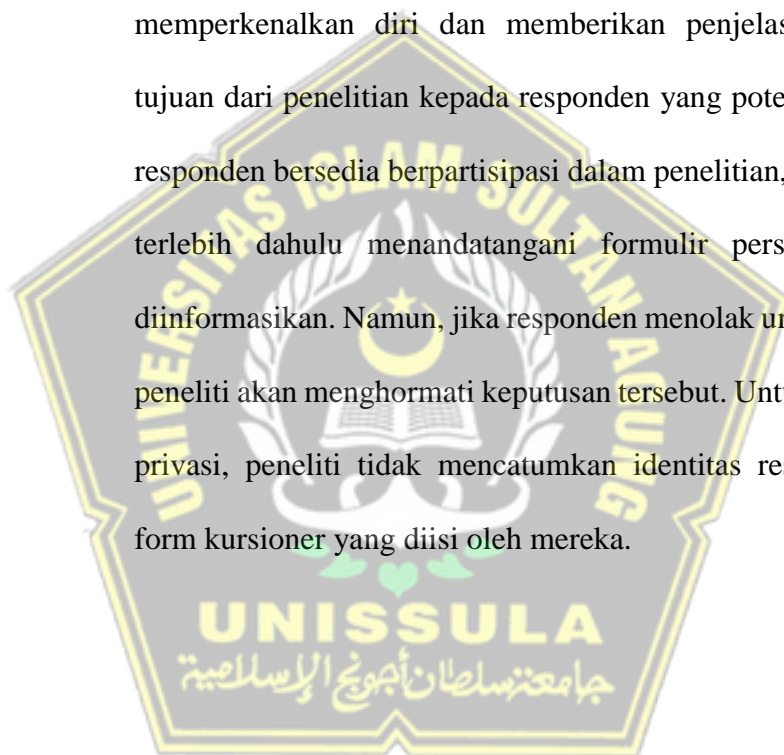 memperkenalkan diri dan memberikan penjelas
tujuan dari penelitian kepada responden yang pote
responden bersedia berpartisipasi dalam penelitian,
terlebih dahulu menandatangani formulir pers
diinformasikan. Namun, jika responden menolak un
peneliti akan menghormati keputusan tersebut. Unt
privasi, peneliti tidak mencatumkan identitas re
form kursioner yang diisi oleh mereka.
UNIVERSITAS ISLAM SULTAN AGUNG
UNISSULA
جامعة سلطان أجونج الإسلامية